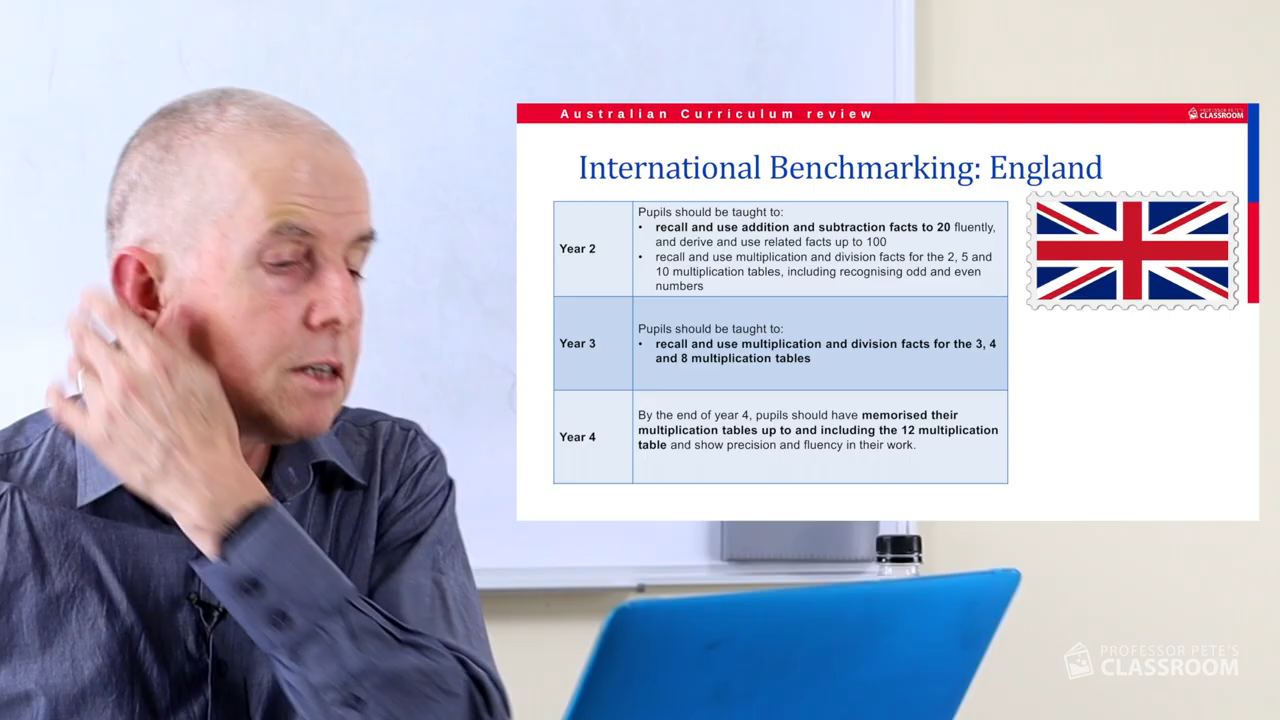 Australian Curriculum review
PROFESSOR PETE'S
CLASSROOM
International Benchmarking: England
Year 2
Pupils should be taught to:
• recall and use addition and subtraction facts to 20 fluently,
and derive and use related facts up to 100
• recall and use multiplication and division facts for the 2, 5 and
10 multiplication tables, including recognising odd and even
numbers
Year 3
Pupils should be taught to:
• recall and use multiplication and division facts for the 3, 4
and 8 multiplication tables
Year 4
By the end of year 4, pupils should have memorised their
multiplication tables up to and including the 12 multiplication
table and show precision and fluency in their work.
PROFESSOR PETE'S
CLASSROOM